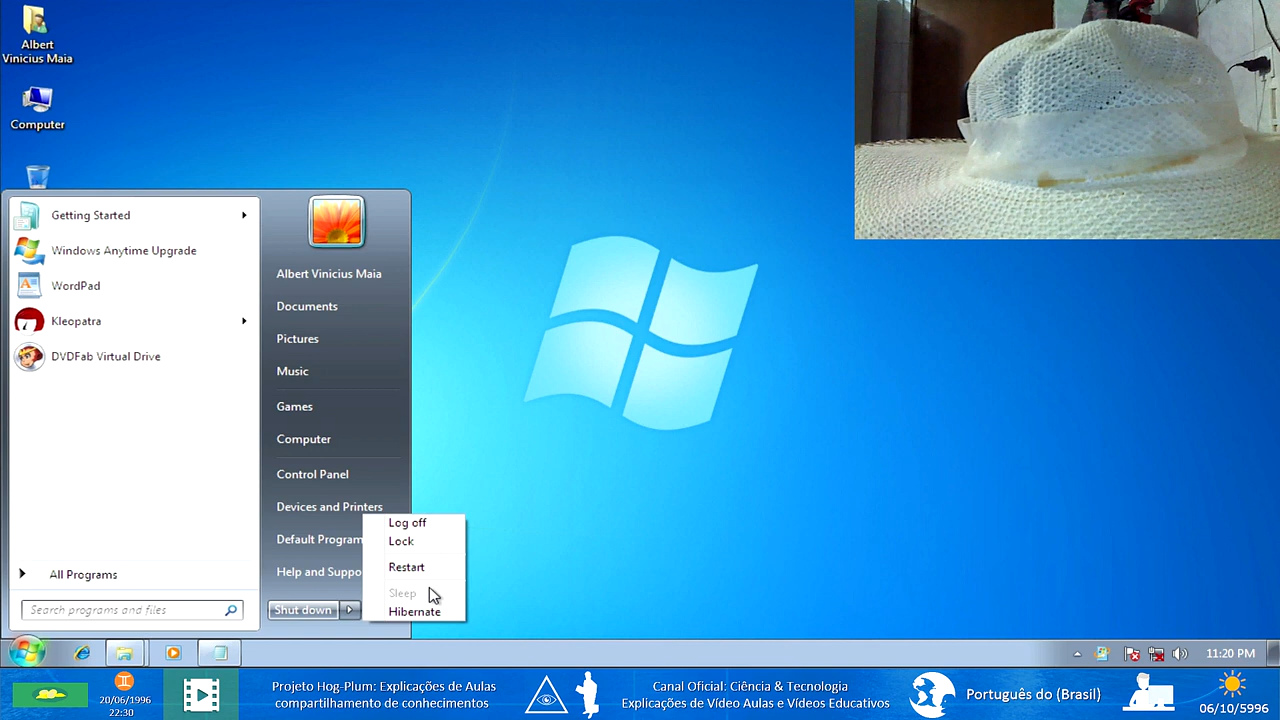 Albert
Vinicius Maia
Computer
Getting Started
Windows Anytime Upgrade
WordPad
Kleopatra
DVDFab Virtual Drive
All Programs
Search programs and files
Albert Vinicius Maia
Documents
Pictures
Music
Games
Computer
Control Panel
Devices and Printers
Default Program
Help and Suppo
Shut down
Log off
Lock
Restart
Sleep
Hibernate
11:20 PM
20/06/1996
22:30
Projeto Hog-Plum: Explicações de Aulas
compartilhamento de conhecimentos
Canal Oficial: Ciência & Tecnologia
Explicações de Vídeo Aulas e Vídeos Educativos
Português do (Brasil)
06/10/5996